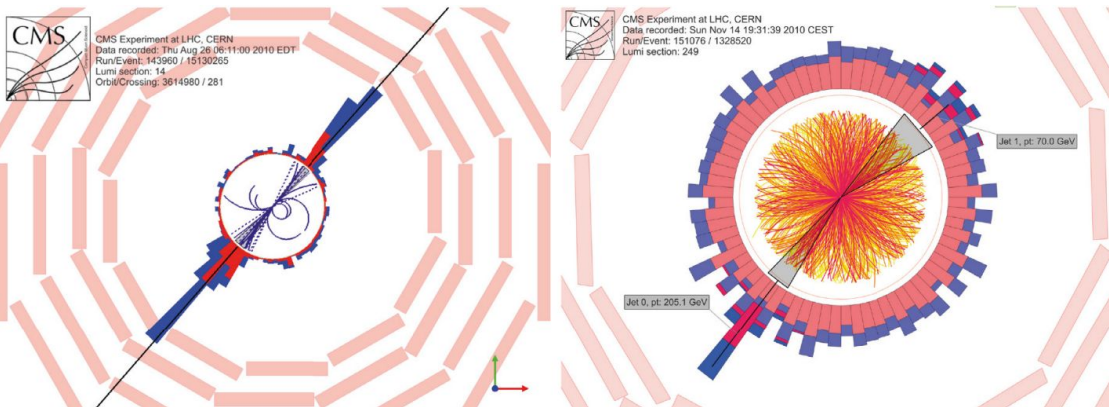 CMS
CMS Experiment at LHC, CERN
Data recorded: Thu Aug 26 06:11:00 2010 EDT
Run/Event: 143960 / 15130265
Lumi section: 14
Orbit/Crossing: 3614980 / 281
CMS
CMS Experiment at LHC, CERN
Data recorded: Sun Nov 14 19:31:39 2010 CEST
Run/Event: 151076 / 1328520
Lumi section: 249
Jet 1, pt: 70.0 GeV
Jet 0, pt: 205.1 GeV